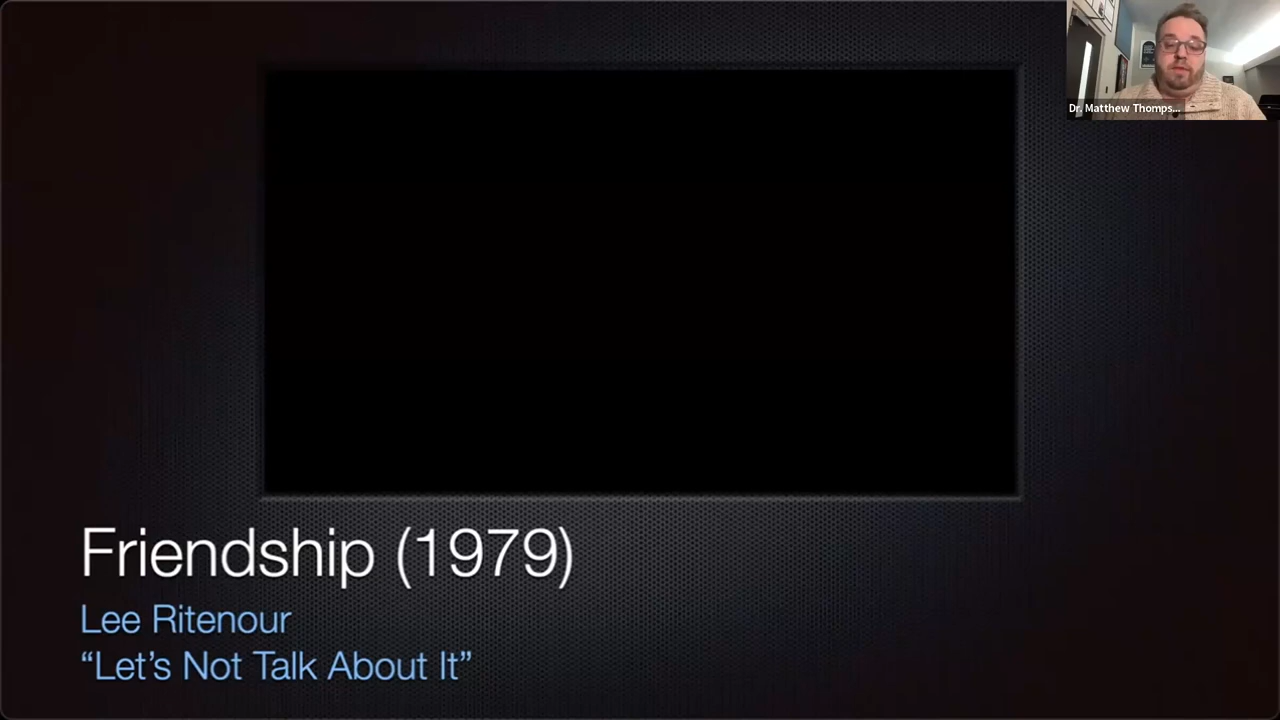 Dr. Matthew Thomps...
Friendship (1979)
Lee Ritenour
“Let’s Not Talk About It”